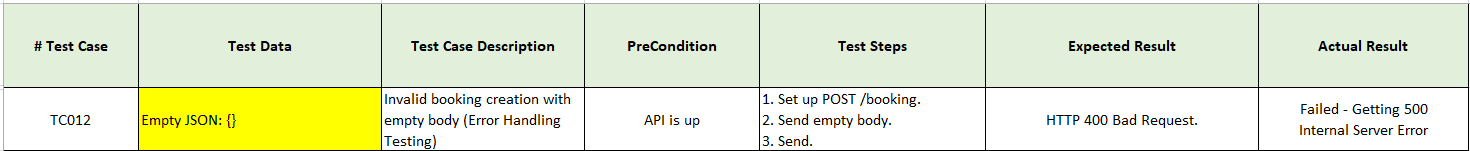 # Test Case
Test Data
Test Case Description
PreCondition
Test Steps
Expected Result
Actual Result
TC012
Empty JSON: {}
Invalid booking creation with
empty body (Error Handling
Testing)
API is up
1. Set up POST /booking.
2. Send empty body.
3. Send.
HTTP 400 Bad Request.
Failed - Getting 500
Internal Server Error